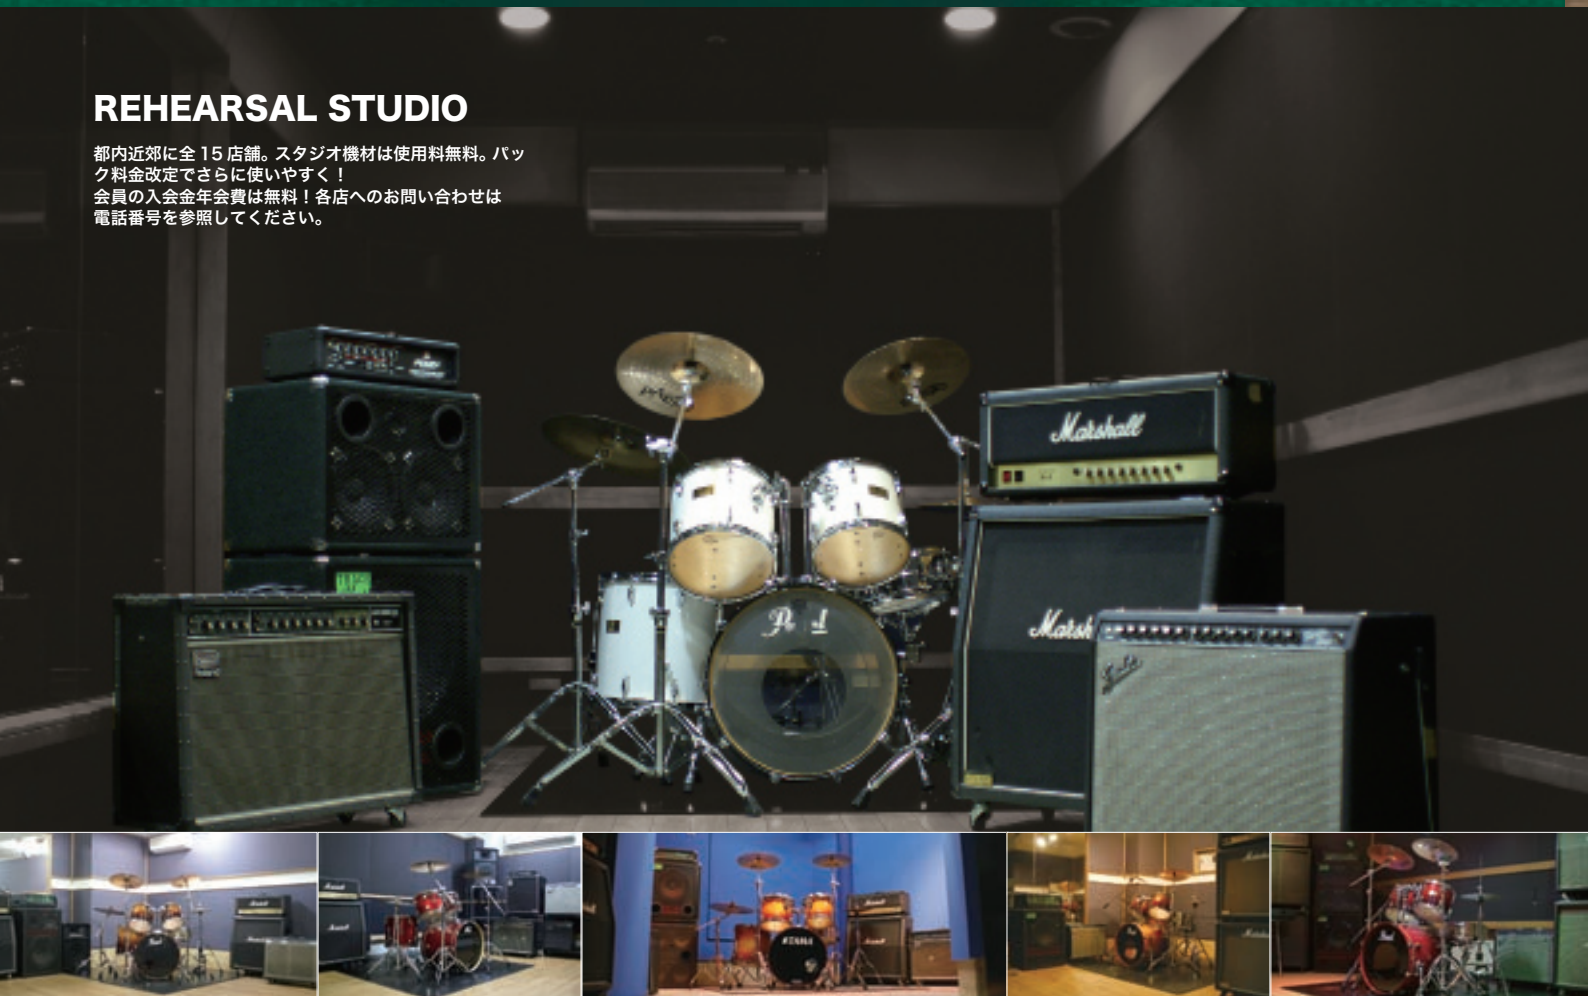 REHEARSAL STUDIO
都内近郊に全 15 店舗。スタジオ機材は使用料無料。パッ
ク料金改定でさらに使いやすく！
会員の入会金年会費は無料！各店へのお問い合わせは
電話番号を参照してください。
Marshall
TAMA